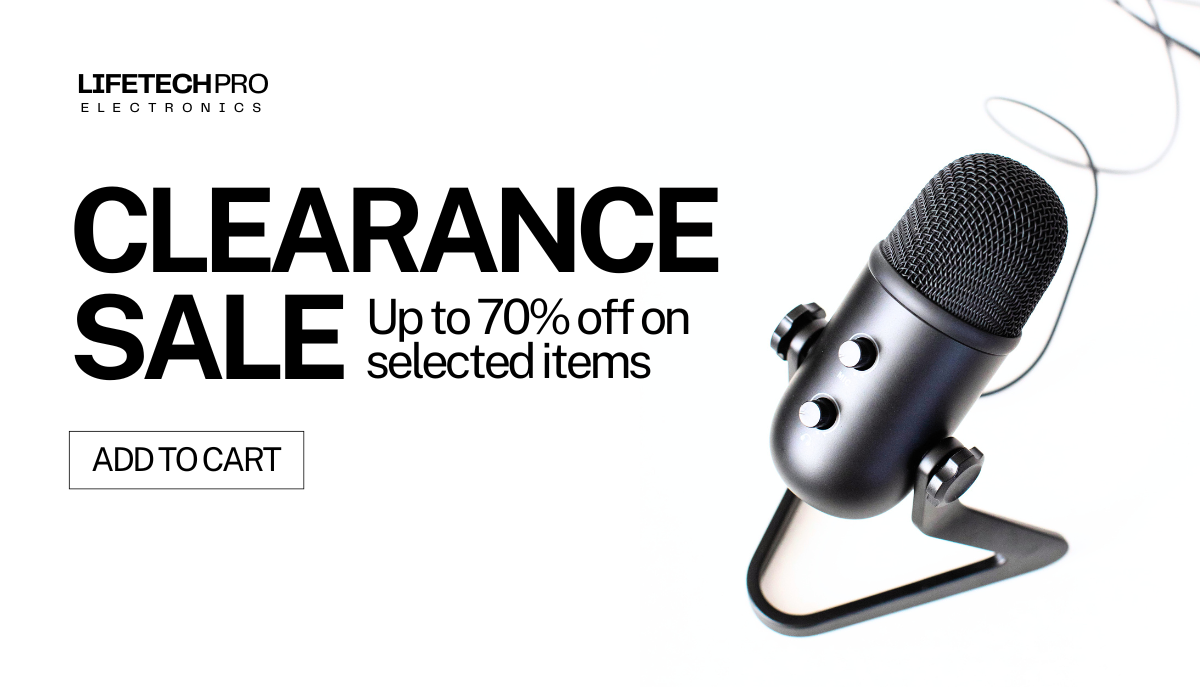 LIFETECHPRO
ELECTRONICS
CLEARANCE
SALE
Up to 70% off on
selected items
ADD TO CART